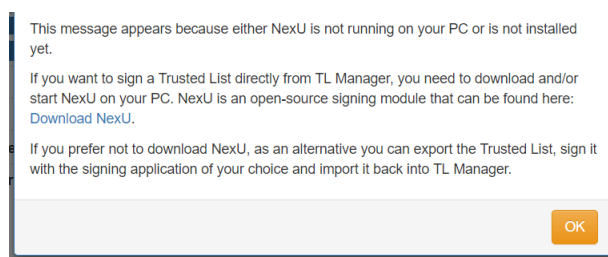 This message appears because either NexU is not running on your PC or is not installed
yet.
If you want to sign a Trusted List directly from TL Manager, you need to download and/or
start NexU on your PC. NexU is an open-source signing module that can be found here:
Download NexU.
If you prefer not to download NexU, as an alternative you can export the Trusted List, sign it
with the signing application of your choice and import it back into TL Manager.
OK